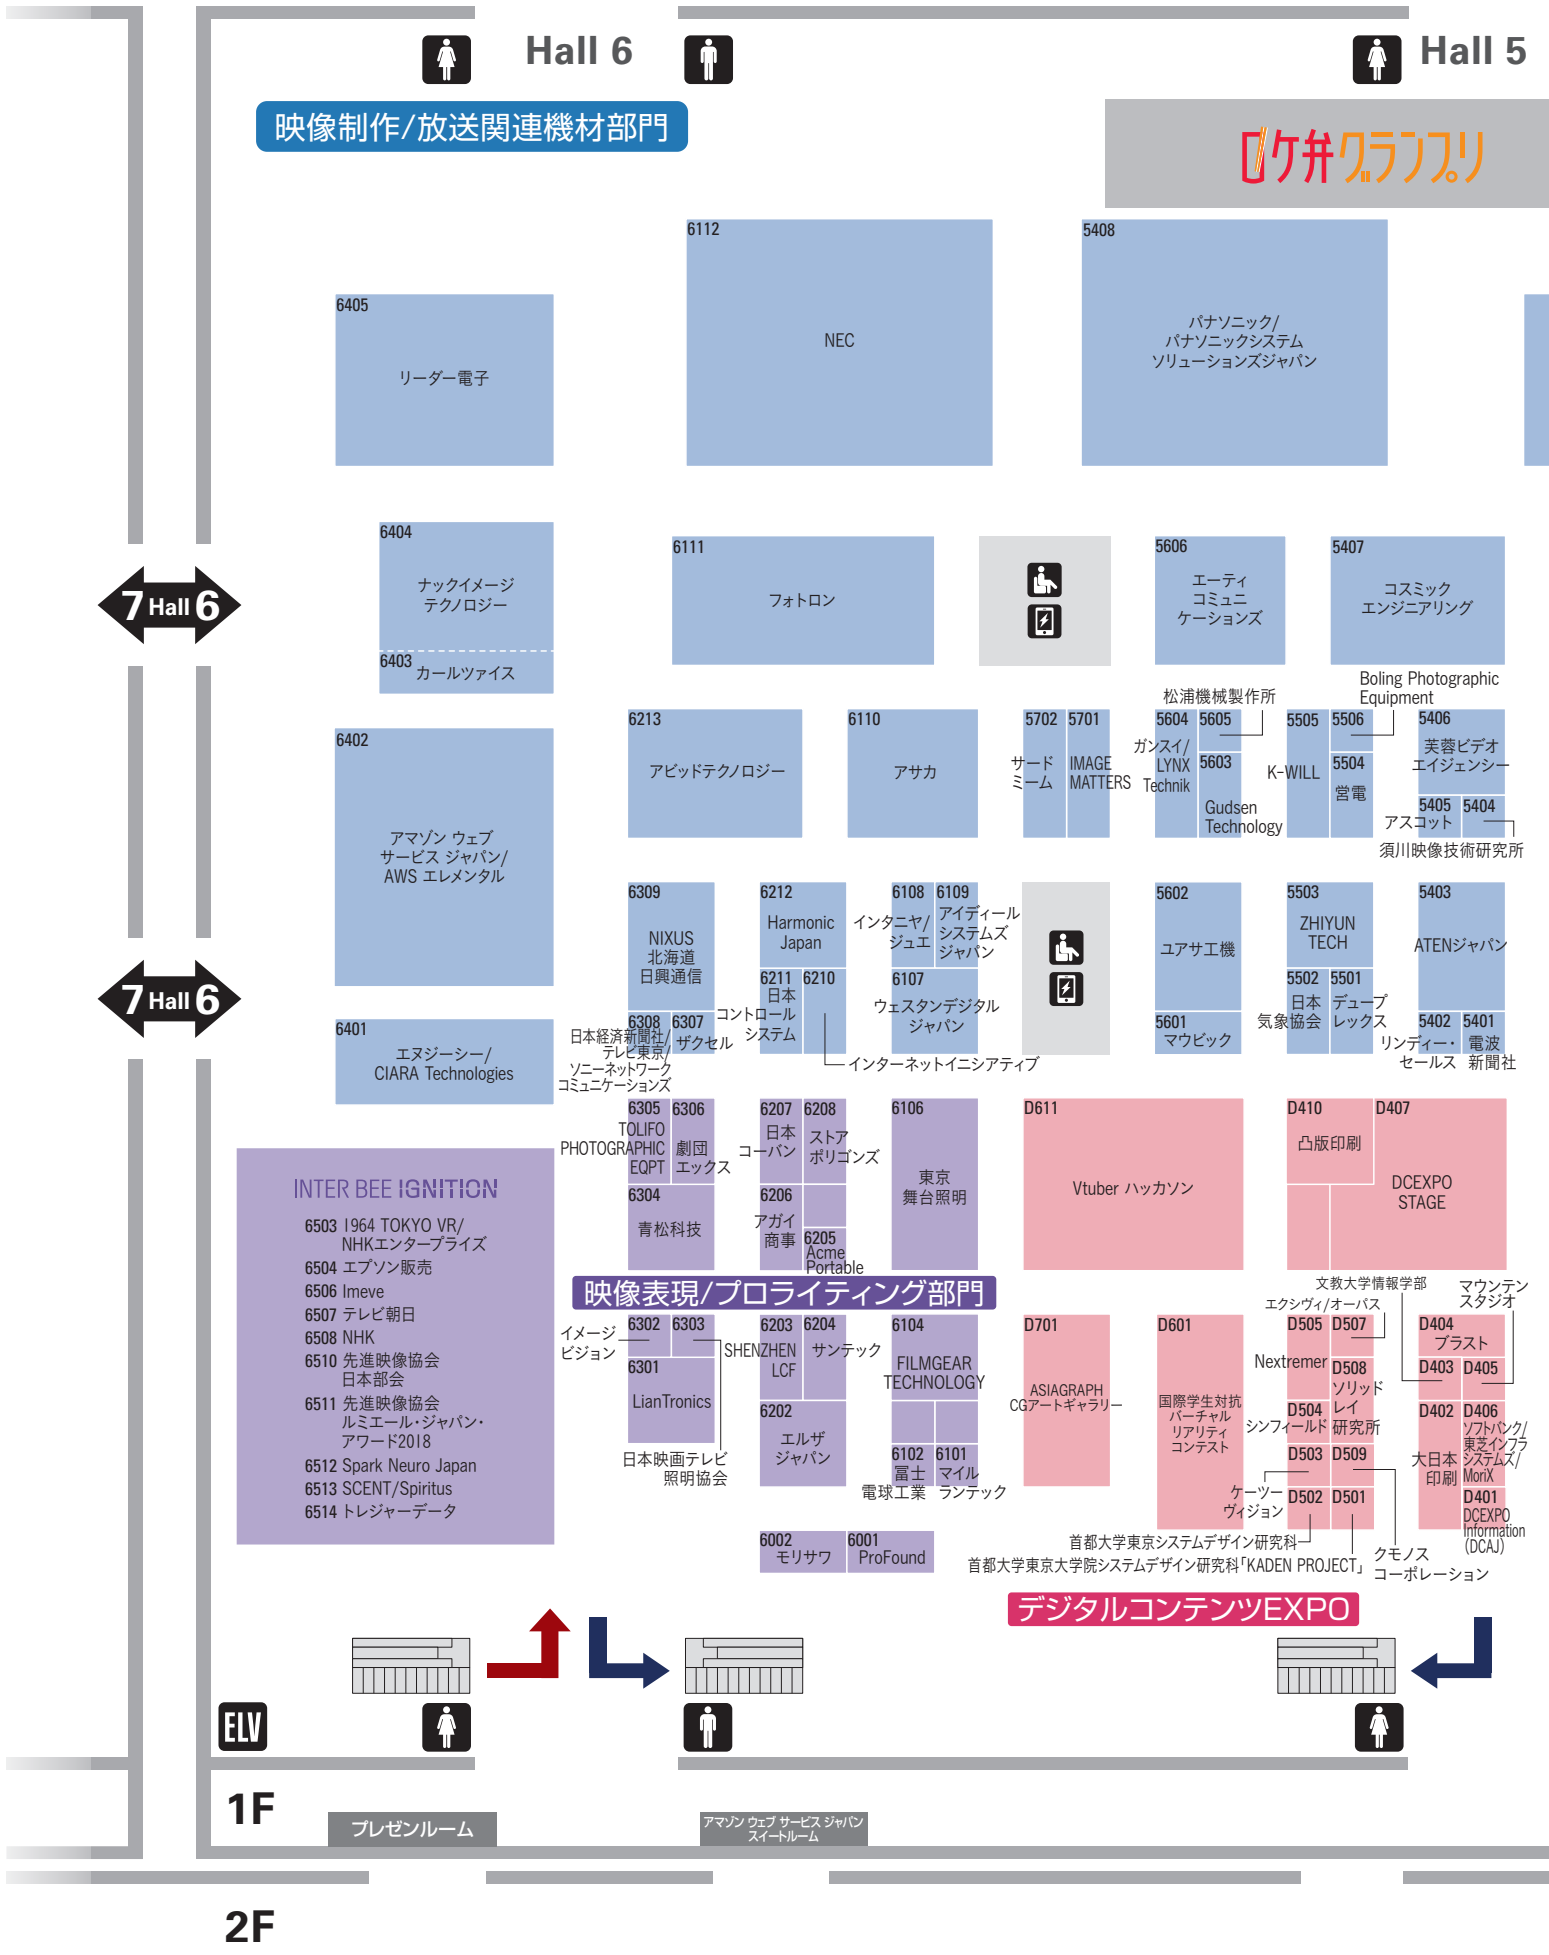 Hall 6
Hall 5
映像制作/放送関連機材部門
ロケ弁グランプリ
6112
NEC
5408
パナソニック/
パナソニックシステム
ソリューションズジャパン
6405
リーダー電子
6404
ナックイメージ
テクノロジー
6403
カールツァイス
6111
フォトロン
5606
エーティ
コミュニ
ケーションズ
5407
コスミック
エンジニアリング
7 Hall 6
Boling Photographic
Equipment
松浦機械製作所
6402
アマゾン ウェブ
サービス ジャパン/
AWS エレメンタル
6213
アビッドテクノロジー
6110
アサカ
5702
サード
ミーム
5701
IMAGE
MATTERS
5604
ガンスイ/
LYNX
Technik
5605
5603
Gudsen
Technology
5505
K-WILL
5506
5504
営電
5406
芙蓉ビデオ
エイジェンシー
5405
アスコット
5404
須川映像技術研究所
6309
NIXUS
北海道
日興通信
6212
Harmonic
Japan
6108
インタニヤ/
ジュエ
6109
アイディール
システムズ
ジャパン
5602
ユアサ工機
5503
ZHIYUN
TECH
5403
ATENジャパン
6211
日本
コントロール
システム
6210
インターネットイニシアティブ
6107
ウェスタンデジタル
ジャパン
5502
日本
気象協会
5501
デュープ
レックス
7 Hall 6
6401
エヌジーシー/
CIARA Technologies
6308
日本経済新聞社/
テレビ東京/
ソニーネットワーク
コミュニケーションズ
6307
ザクセル
5601
マウビック
5402
リンディー・
セールス
5401
電波
新聞社
6305
TOLIFO
PHOTOGRAPHIC
EQPT
6306
劇団
エックス
6207
日本
コーバン
6208
ストア
ポリゴンズ
6106
東京
舞台照明
D611
Vtuber ハッカソン
D410
凸版印刷
D407
DCEXPO
STAGE
6304
青松科技
6206
アガイ
商事
6205
Acme
Portable
INTER BEE IGNITION
6503 1964 TOKYO VR/
NHKエンタープライズ
6504 エプソン販売
6506 Imeve
6507 テレビ朝日
6508 NHK
6510 先進映像協会
日本部会
6511 先進映像協会
ルミエール・ジャパン・
アワード2018
6512 Spark Neuro Japan
6513 SCENT/Spiritus
6514 トレジャーデータ
映像表現/プロライティング部門
文教大学情報学部
マウンテン
スタジオ
エクシヴィ/オーパス
6302
イメージ
ビジョン
6303
日本映画テレビ
照明協会
6301
LianTronics
6203
SHENZHEN
LCF
6204
サンテック
6202
エルザ
ジャパン
6104
FILMGEAR
TECHNOLOGY
6102
冨士
電球工業
6101
マイル
ランテック
D701
ASIAGRAPH
CGアートギャラリー
D601
国際学生対抗
バーチャル
リアリティ
コンテスト
D505
Nextremer
D507
D508
ソリッド
レイ
研究所
D504
シンフィールド
D503
ケーツー
ヴィジョン
D509
クモノス
コーポレーション
D502
首都大学東京システムデザイン研究科
D501
首都大学東京大学院システムデザイン研究科「KADEN PROJECT」
D404
ブラスト
D403
D405
D402
大日本
印刷
D406
ソフトバンク/
東芝インフラ
システムズ/
MoriX
D401
DCEXPO
Information
(DCAJ)
6002
モリサワ
6001
ProFound
デジタルコンテンツEXPO
ELV
1F
プレゼンルーム
アマゾン ウェブ サービス ジャパン
スイートルーム
2F